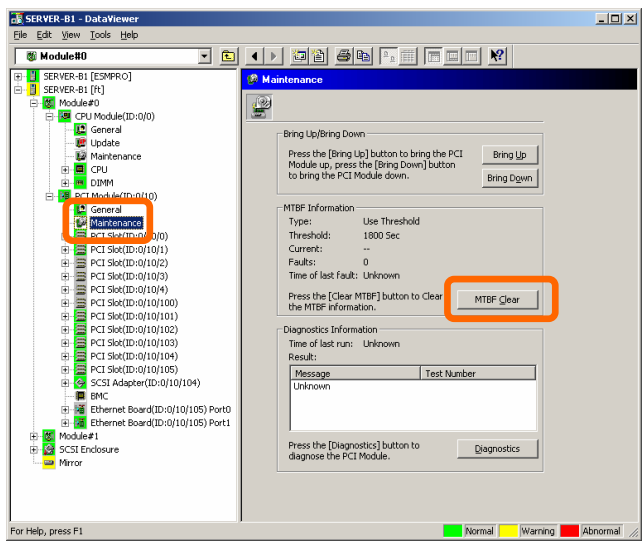 SERVER-B1 - DataViewer
File Edit View Tools Help
Module#0
SERVER-B1 [ESMPRO]
SERVER-B1 [ft]
Module#0
CPU Module(ID:0/0)
General
Update
Maintenance
CPU
DIMM
PCI Module(ID:0/10)
General
Maintenance
PCI Slot(ID:0/10/0)
PCI Slot(ID:0/10/1)
PCI Slot(ID:0/10/2)
PCI Slot(ID:0/10/3)
PCI Slot(ID:0/10/4)
PCI Slot(ID:0/10/100)
PCI Slot(ID:0/10/101)
PCI Slot(ID:0/10/102)
PCI Slot(ID:0/10/103)
PCI Slot(ID:0/10/104)
PCI Slot(ID:0/10/105)
SCSI Adapter(ID:0/10/104)
BMC
Ethernet Board(ID:0/10/105) Port0
Ethernet Board(ID:0/10/105) Port1
Module#1
SCSI Enclosure
Mirror
Maintenance
Bring Up/Bring Down
Press the [Bring Up] button to bring the PCI
Module up, press the [Bring Down] button
to bring the PCI Module down.
Bring Up
Bring Down
MTBF Information
Type: Use Threshold
Threshold: 1800 Sec
Current: --
Faults: 0
Time of last fault: Unknown
Press the [Clear MTBF] button to Clear
the MTBF information.
MTBF Clear
Diagnostics Information
Time of last run: Unknown
Result:
Message Test Number
Unknown
Press the [Diagnostics] button to
diagnose the PCI Module.
Diagnostics
For Help, press F1
Normal Warning Abnormal